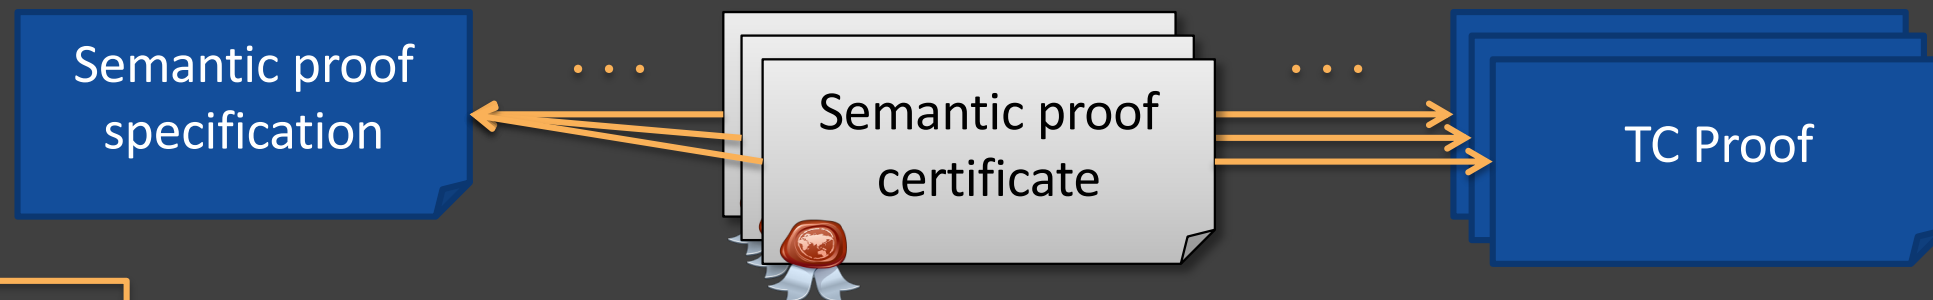 Semantic proof
specification
. . .
Semantic proof
certificate
. . .
TC Proof